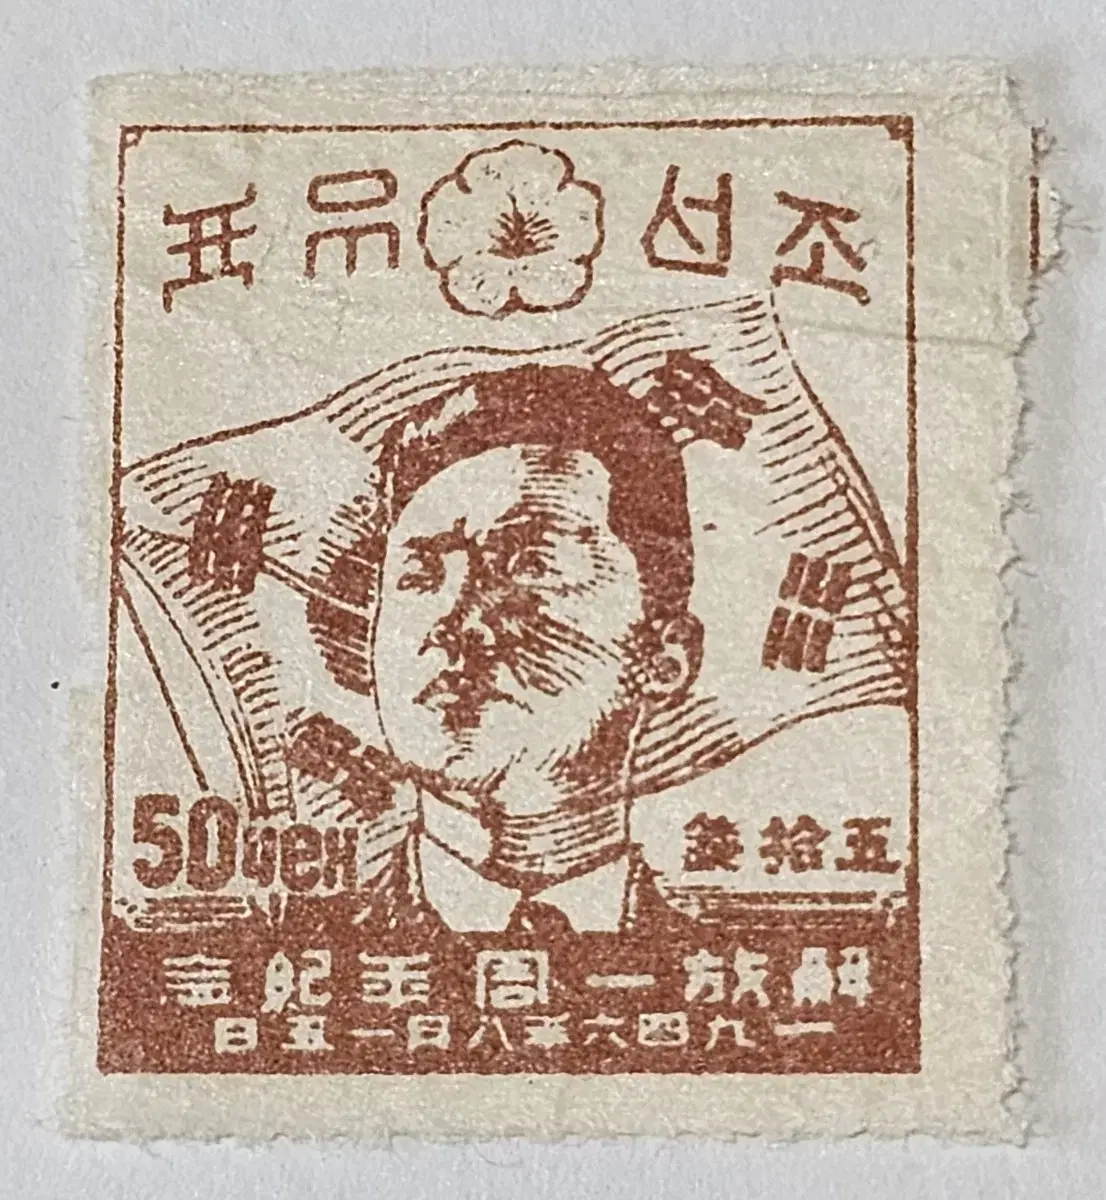 조선우표
50 чен
五拾錢
解放一周年紀念
一九四六年八月一五日